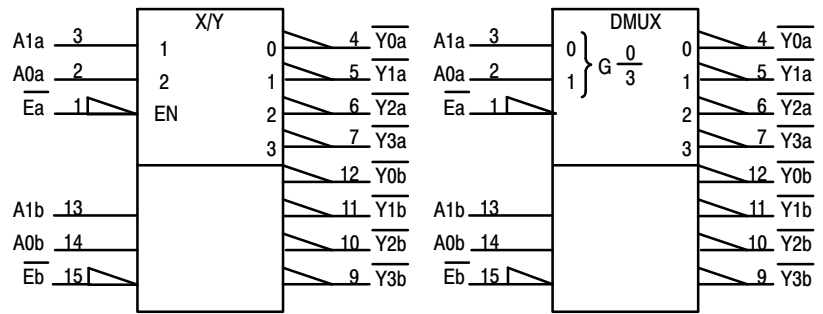 X/Y DMUX
A1a 3 1 0 4 Y0a A1a 3 0 0 4 Y0a
A0a 2 2 1 5 Y1a A0a 2 1 G 0/3 1 5 Y1a
Ea 1 EN 2 6 Y2a Ea 1 2 6 Y2a
3 7 Y3a 3 7 Y3a
12 Y0b 12 Y0b
A1b 13 11 Y1b A1b 13 11 Y1b
A0b 14 10 Y2b A0b 14 10 Y2b
Eb 15 9 Y3b Eb 15 9 Y3b